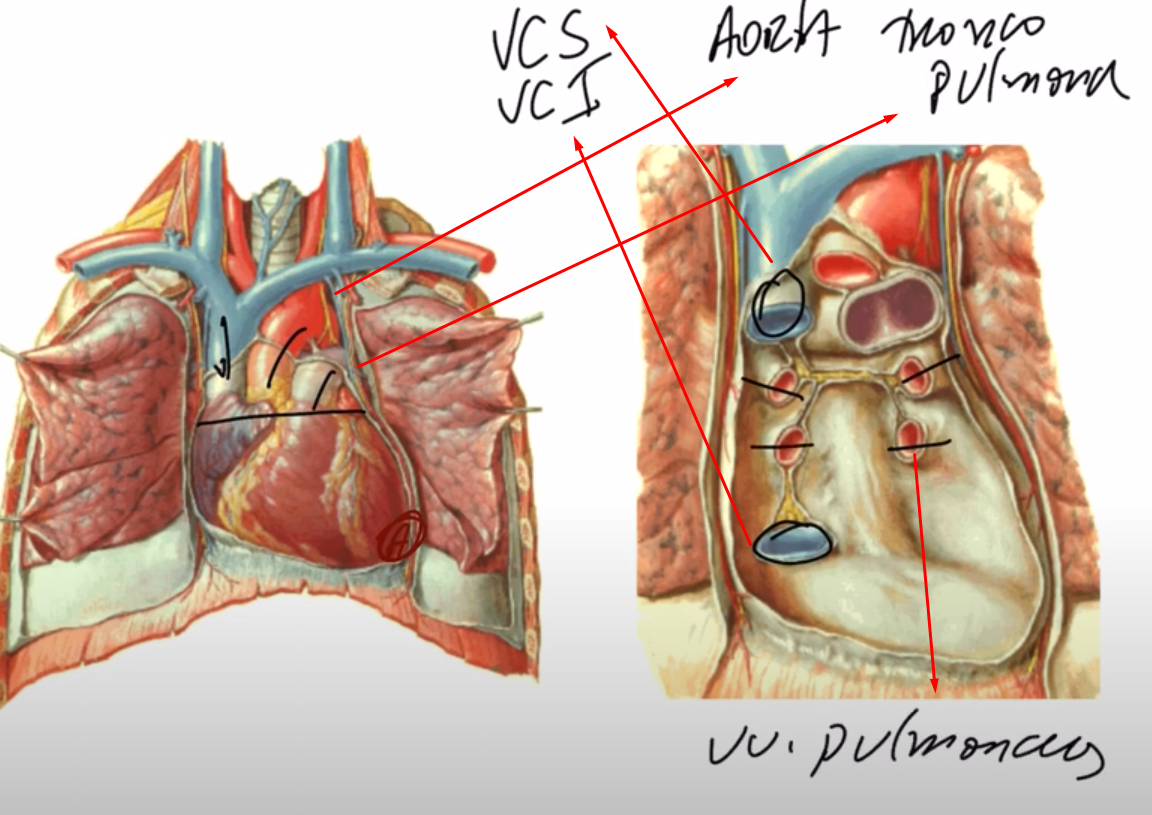 VCS
VCI
AORTA
tronco
pulmonar
vv. pulmonares
A